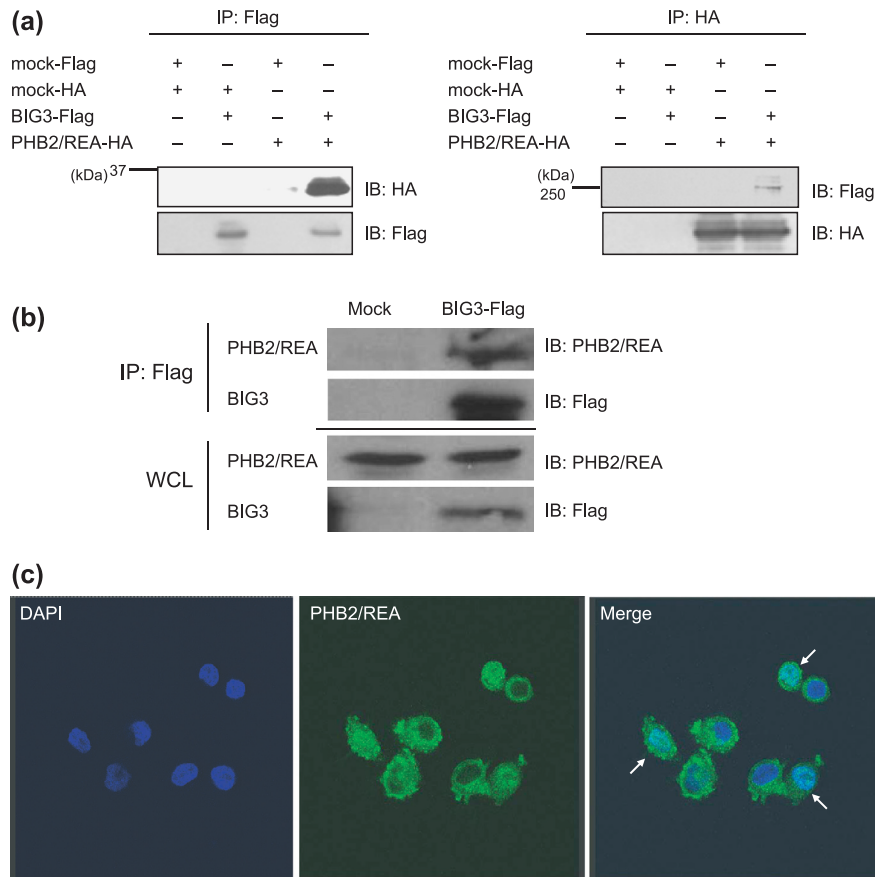 (a)
IP: Flag
mock-Flag + – + –
mock-HA + + – –
BIG3-Flag – + – +
PHB2/REA-HA – – + +
(kDa) 37
IB: HA
IB: Flag
IP: HA
mock-Flag + – + –
mock-HA + + – –
BIG3-Flag – + – +
PHB2/REA-HA – – + +
(kDa)
250
IB: Flag
IB: HA
(b)
Mock BIG3-Flag
IP: Flag
PHB2/REA IB: PHB2/REA
BIG3 IB: Flag
WCL
PHB2/REA IB: PHB2/REA
BIG3 IB: Flag
(c)
DAPI PHB2/REA Merge